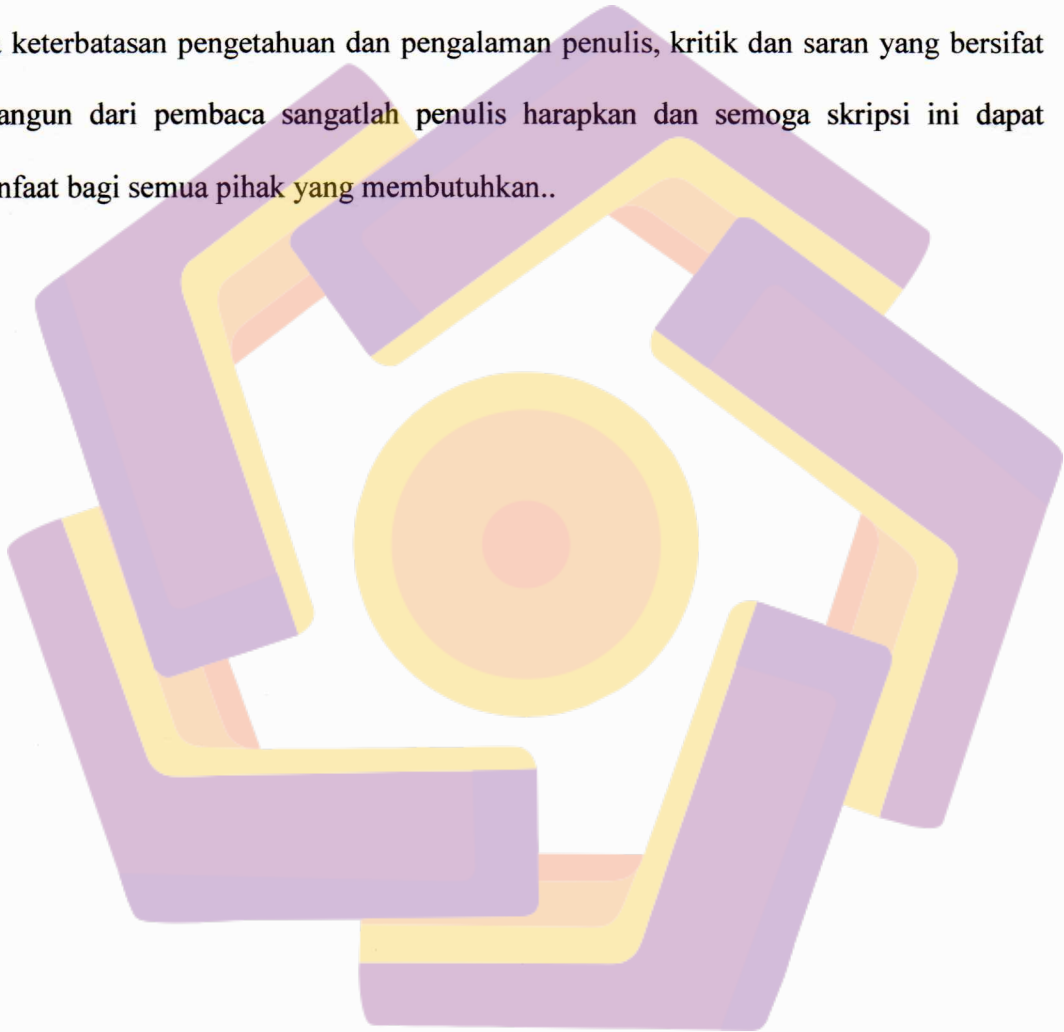 keterbatasan pengetahuan dan pengalaman penulis, kritik dan saran yang bersifat
angun dari pembaca sangatlah penulis harapkan dan semoga skripsi ini dapat
nfaat bagi semua pihak yang membutuhkan..